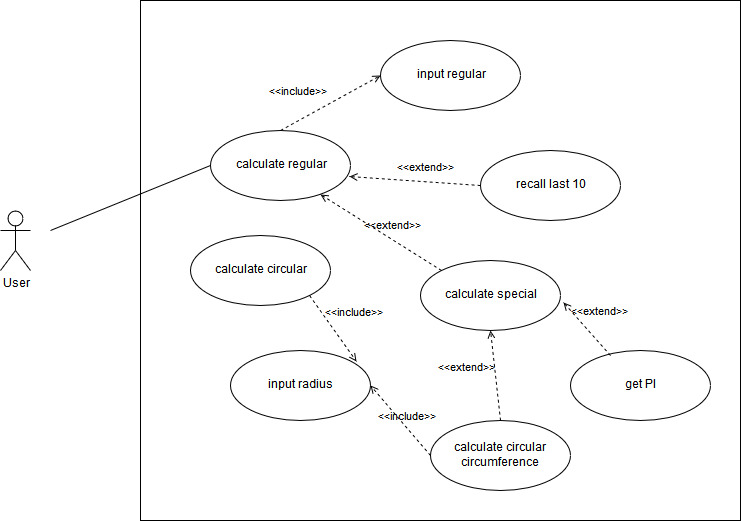 input regular
<<include>>
calculate regular
<<extend>>
recall last 10
<<extend>>
User
calculate circular
calculate special
<<include>>
<<extend>>
<<extend>>
input radius
get PI
<<include>>
calculate circular
circumference